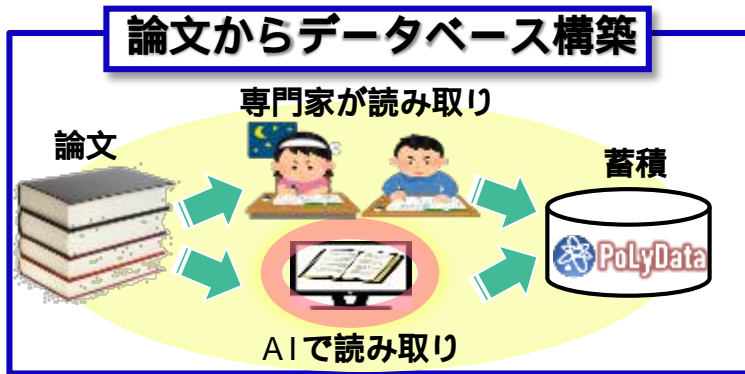 論文からデータベース構築
専門家が読み取り
論文
蓄積
PoLyData
AIで読み取り